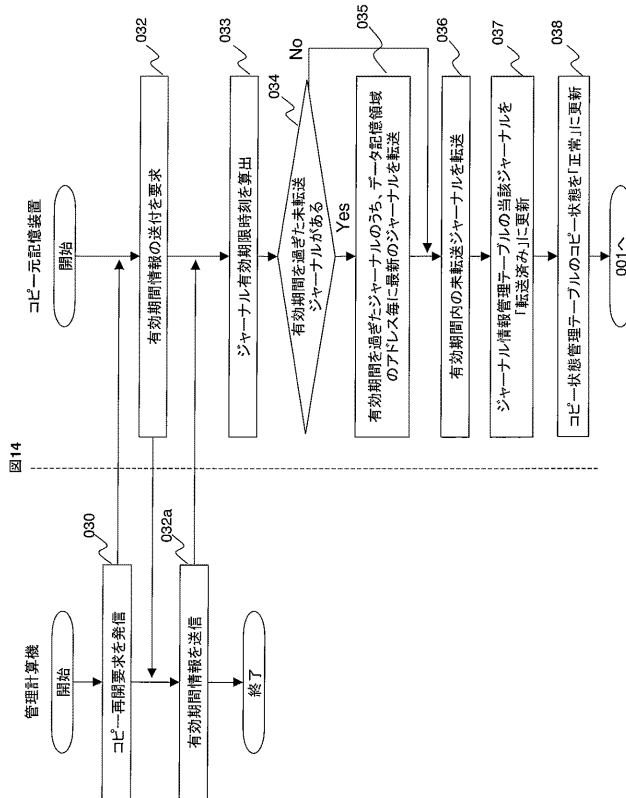 図14
管理計算機
開始
030
コピー再開要求を発信
032a
有効期間情報を送信
終了
コピー元記憶装置
開始
032
有効期間情報の送付を要求
033
ジャーナル有効期限時刻を算出
034
有効期間を過ぎた未転送
ジャーナルがある
No
Yes
035
有効期間を過ぎたジャーナルのうち、データ記憶領域
のアドレス毎に最新のジャーナルを転送
036
有効期間内の未転送ジャーナルを転送
037
ジャーナル情報管理テーブルの当該ジャーナルを
「転送済み」に更新
038
コピー状態管理テーブルのコピー状態を「正常」に更新
001へ